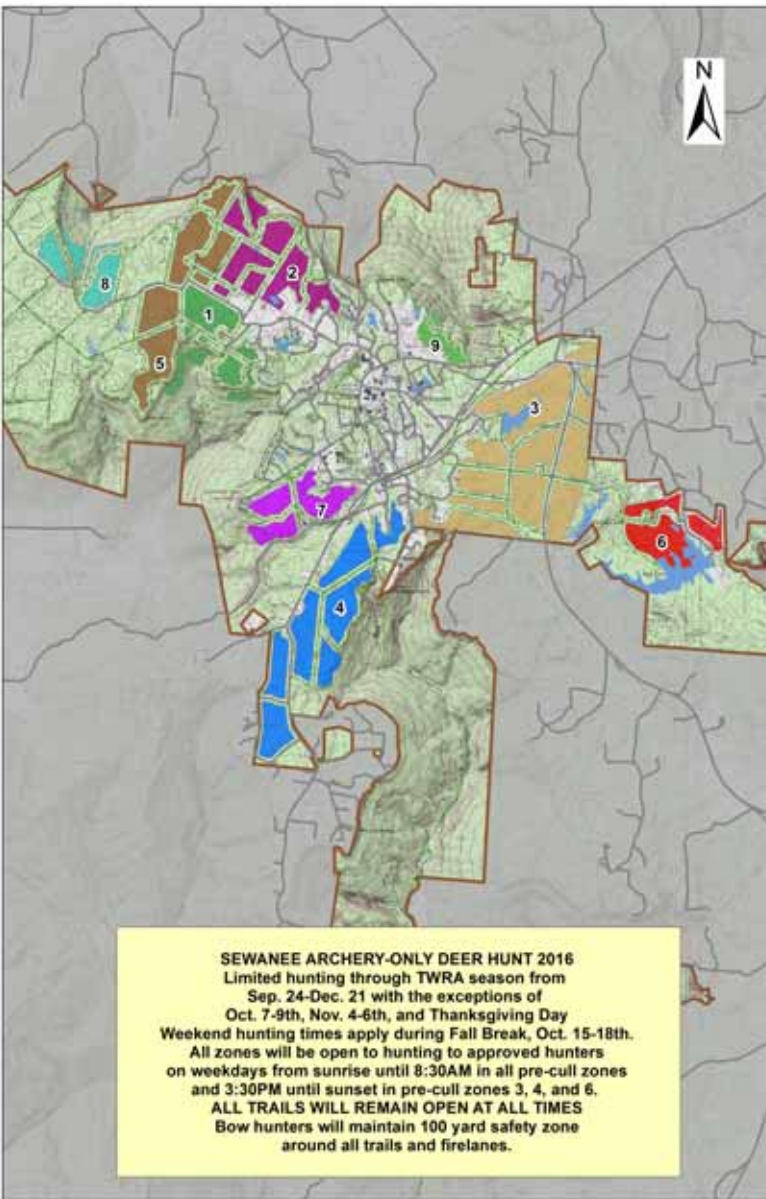 N
2
8
1
9
5
3
7
6
4
SEWANEE ARCHERY-ONLY DEER HUNT 2016
Limited hunting through TWRA season from
Sep. 24-Dec. 21 with the exceptions of
Oct. 7-9th, Nov. 4-6th, and Thanksgiving Day
Weekend hunting times apply during Fall Break, Oct. 15-18th.
All zones will be open to hunting to approved hunters
on weekdays from sunrise until 8:30AM in all pre-cull zones
and 3:30PM until sunset in pre-cull zones 3, 4, and 6.
ALL TRAILS WILL REMAIN OPEN AT ALL TIMES
Bow hunters will maintain 100 yard safety zone
around all trails and firelanes.